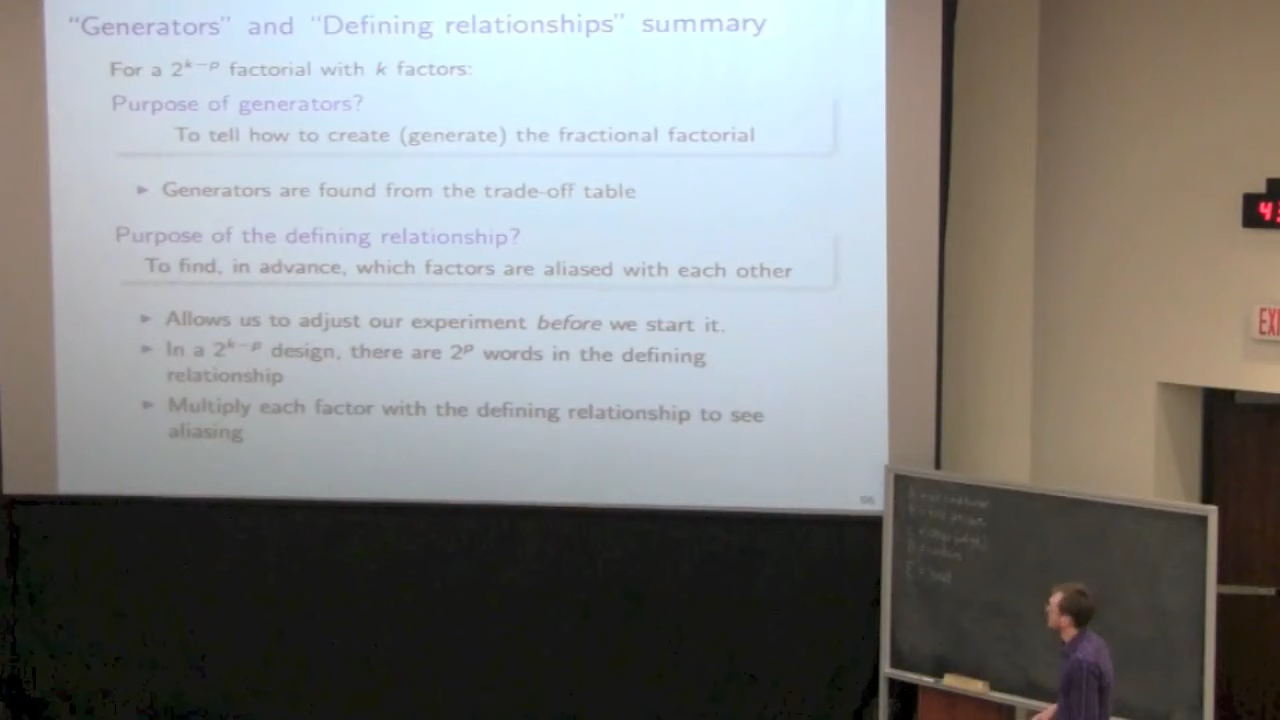 “Generators” and “Defining relationships” summary
For a 2^{k−p} factorial with k factors:
Purpose of generators?
To tell how to create (generate) the fractional factorial
► Generators are found from the trade-off table
Purpose of the defining relationship?
To find, in advance, which factors are aliased with each other
► Allows us to adjust our experiment before we start it.
► In a 2^{k−p} design, there are 2^p words in the defining
relationship
► Multiply each factor with the defining relationship to see
aliasing